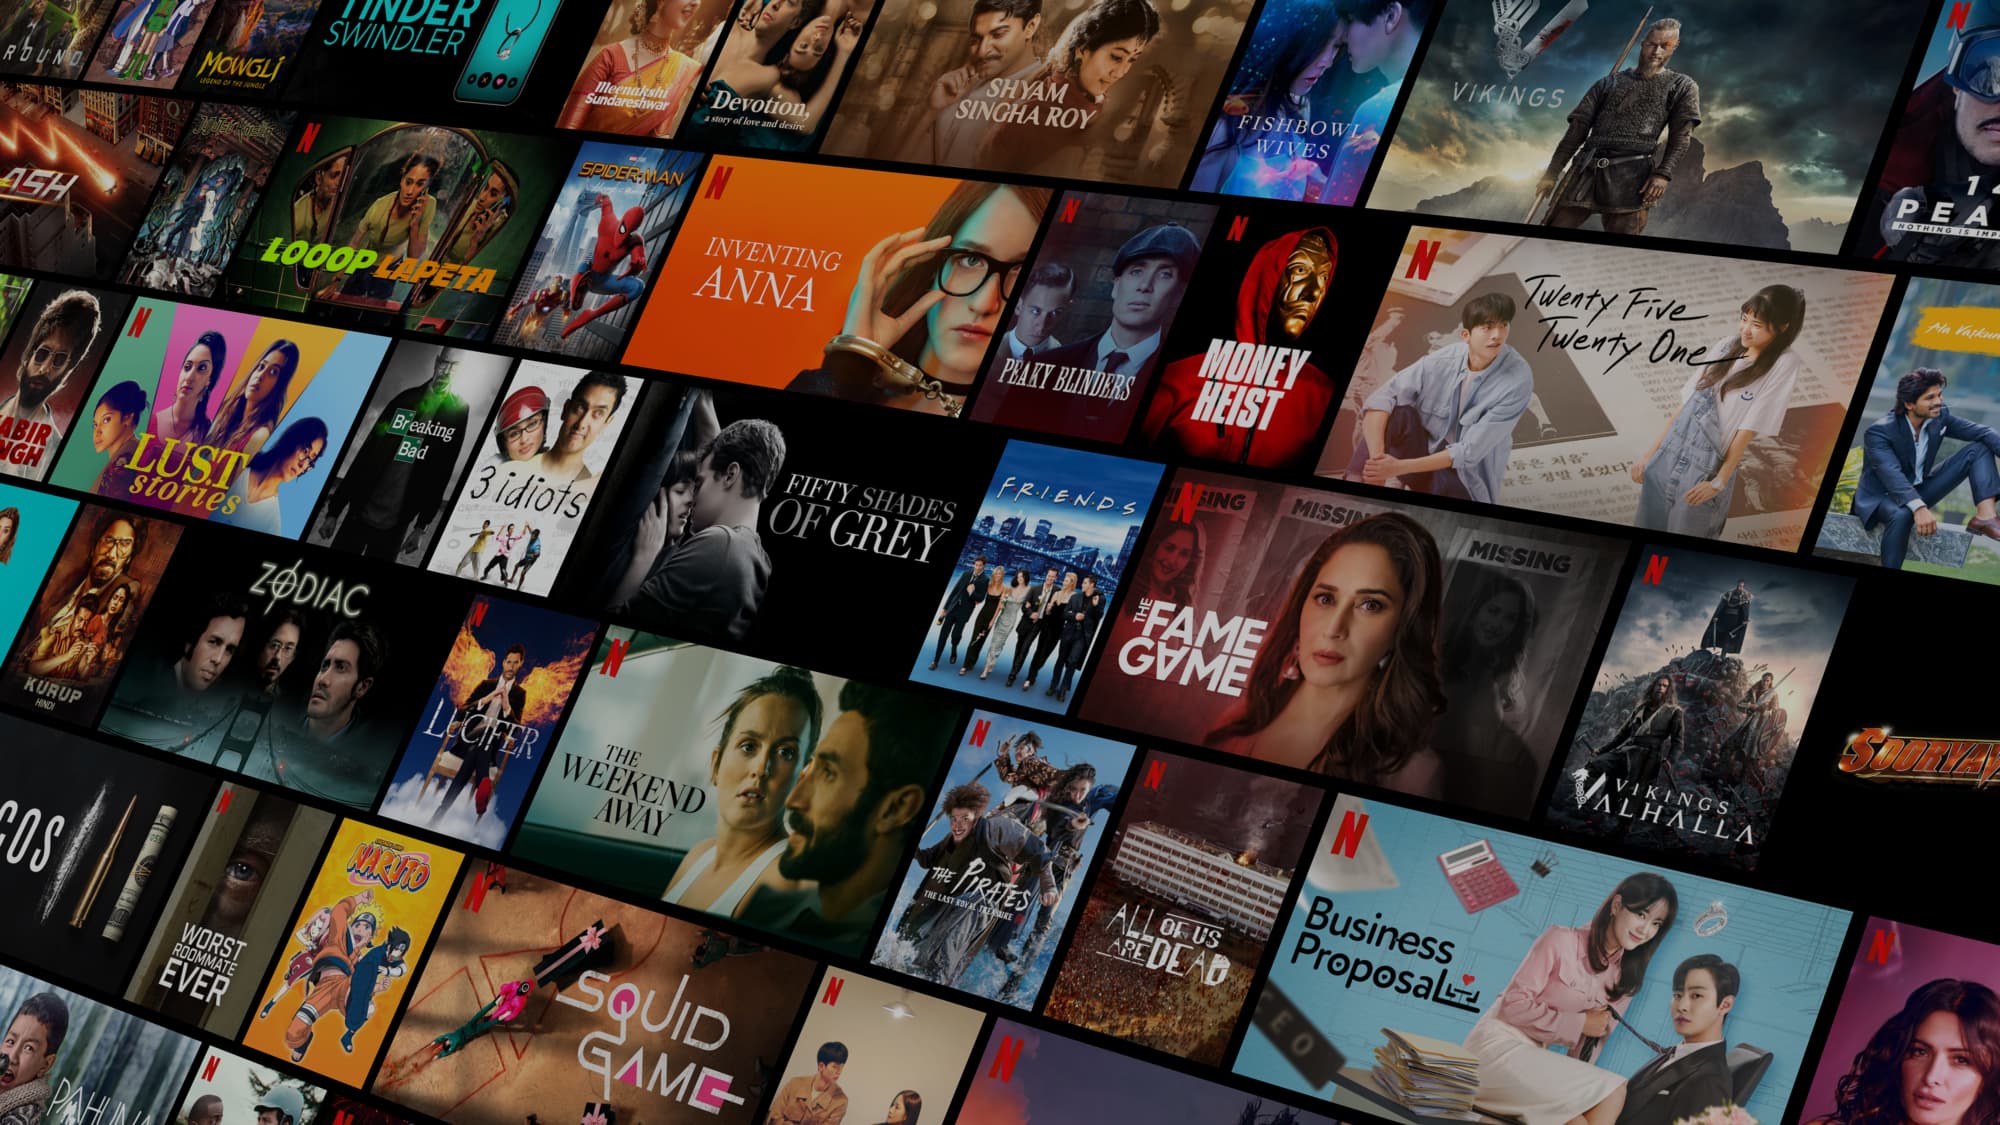 ROUND
MOWGLI
LEGEND OF THE JUNGLE
TINDER
SWINDLER
Meenakshi
Sundareshwar
Devotion,
a story of love and desire
SHYAM
SINGHA ROY
FISHBOWL
WIVES
VIKINGS
14
PEA
NOTHING IS IMP
ASH
LOOOP LAPETA
SPIDER-MAN
INVENTING
ANNA
PEAKY BLINDERS
MONEY
HEIST
Twenty Five
Twenty One
ABIR
NGH
LUST
stories
Breaking
Bad
3 idiots
FIFTY SHADES
OF GREY
F·R·I·E·N·D·S
MISSING
MISSING
THE
FAME
GAME
VIKINGS
VALHALLA
SOORYAV
KURUP
HINDI
ZODIAC
LUCIFER
THE
WEEKEND
AWAY
THE PIRATES
THE LAST ROYAL TREASURE
ALL OF US
ARE DEAD
Business
Proposal
CEO
COS
WORST
ROOMMATE
EVER
NARUTO
SQUID
GAME
PAHUNA